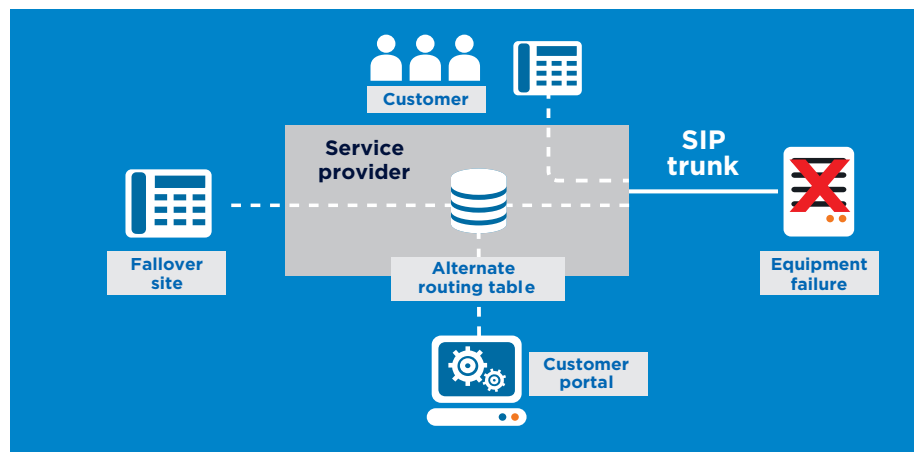 Customer
Service
provider
SIP
trunk
Fallover
site
Alternate
routing table
Equipment
failure
Customer
portal